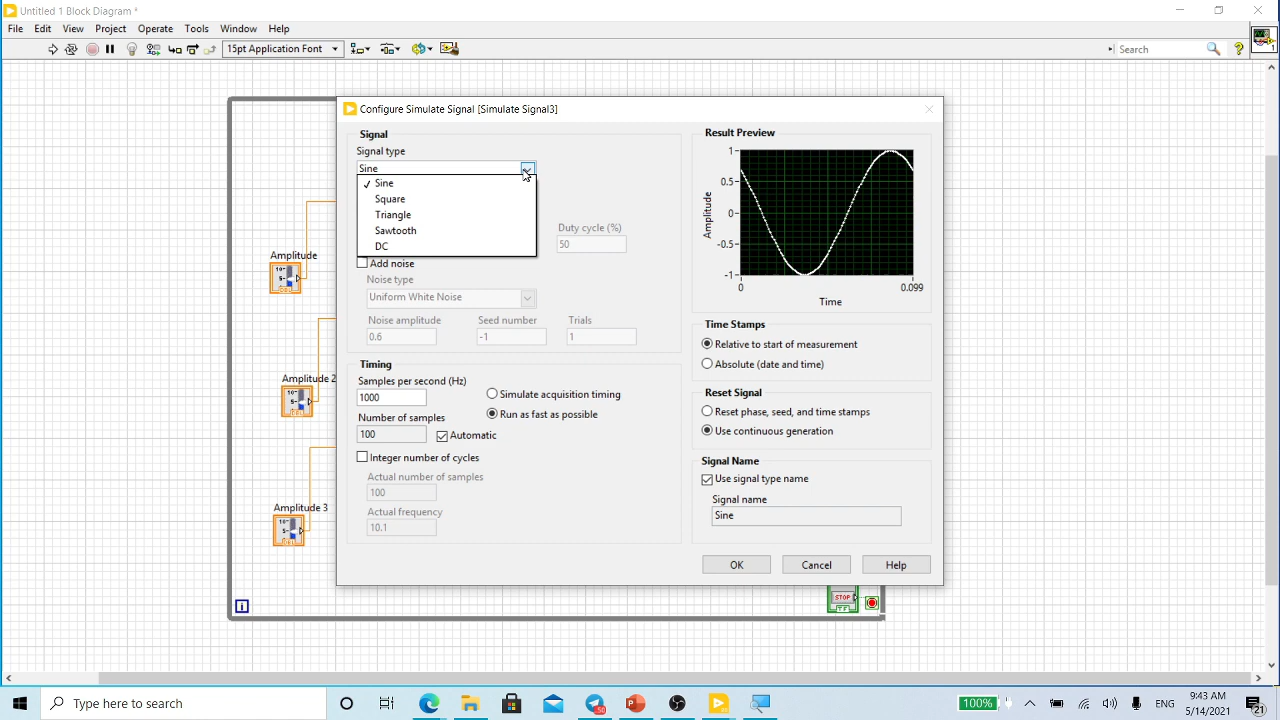 Untitled 1 Block Diagram *
File Edit View Project Operate Tools Window Help
15pt Application Font
Search
Configure Simulate Signal [Simulate Signal3]
Signal
Signal type
Sine
✓ Sine
Square
Triangle
Sawtooth
DC
Duty cycle (%)
50
Add noise
Noise type
Uniform White Noise
Noise amplitude Seed number Trials
0.6 -1 1
Timing
Samples per second (Hz)
1000
Simulate acquisition timing
Run as fast as possible
Number of samples
100
Automatic
Integer number of cycles
Actual number of samples
100
Actual frequency
10.1
Result Preview
Amplitude
1
0.5
0
-0.5
-1
0 0.099
Time
Time Stamps
Relative to start of measurement
Absolute (date and time)
Reset Signal
Reset phase, seed, and time stamps
Use continuous generation
Signal Name
Use signal type name
Signal name
Sine
OK Cancel Help
Amplitude
Amplitude 2
Amplitude 3
i
STOP
TF
Type here to search
100%
ENG
9:43 AM
5/14/2021